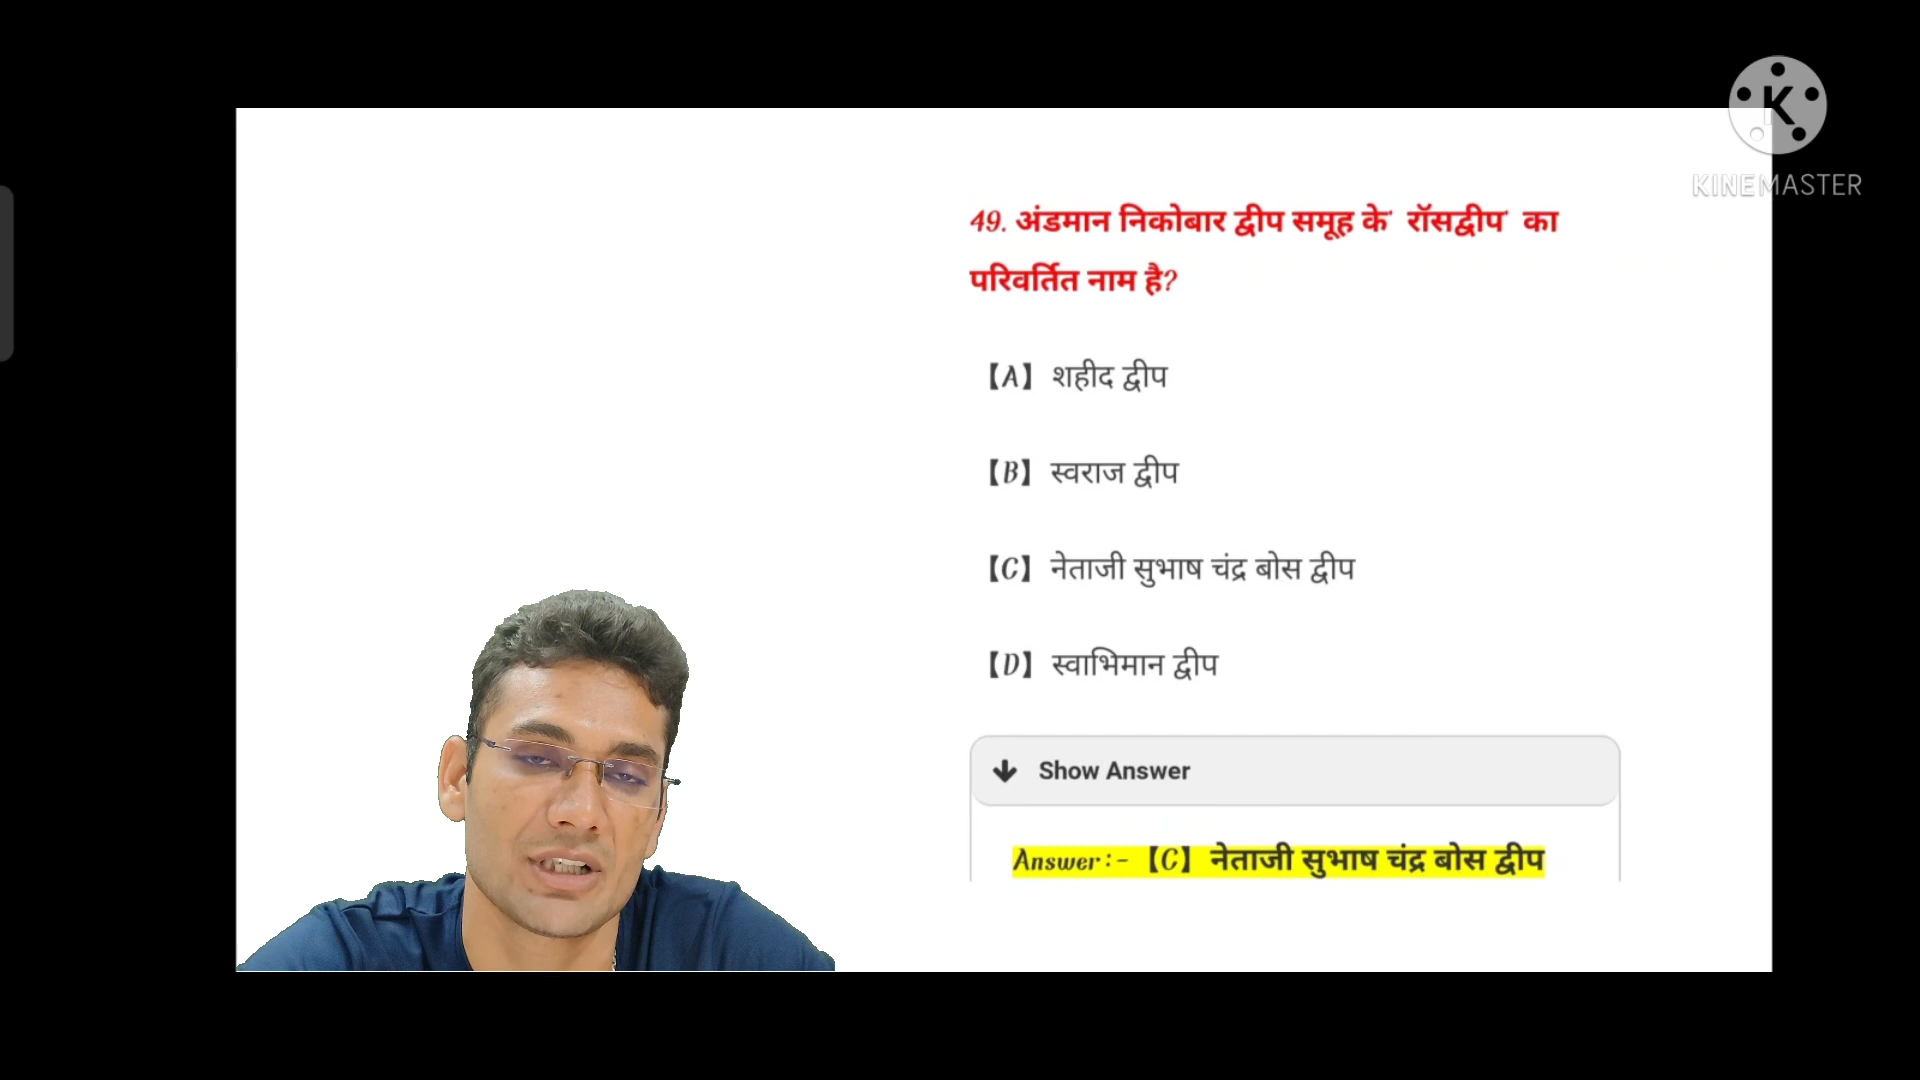 K
KINEMASTER
49. अंडमान निकोबार द्वीप समूह के' रॉसद्वीप' का
परिवर्तित नाम है?
【A】 शहीद द्वीप
【B】 स्वराज द्वीप
【C】 नेताजी सुभाष चंद्र बोस द्वीप
【D】 स्वाभिमान द्वीप
Show Answer
Answer :- 【C】 नेताजी सुभाष चंद्र बोस द्वीप